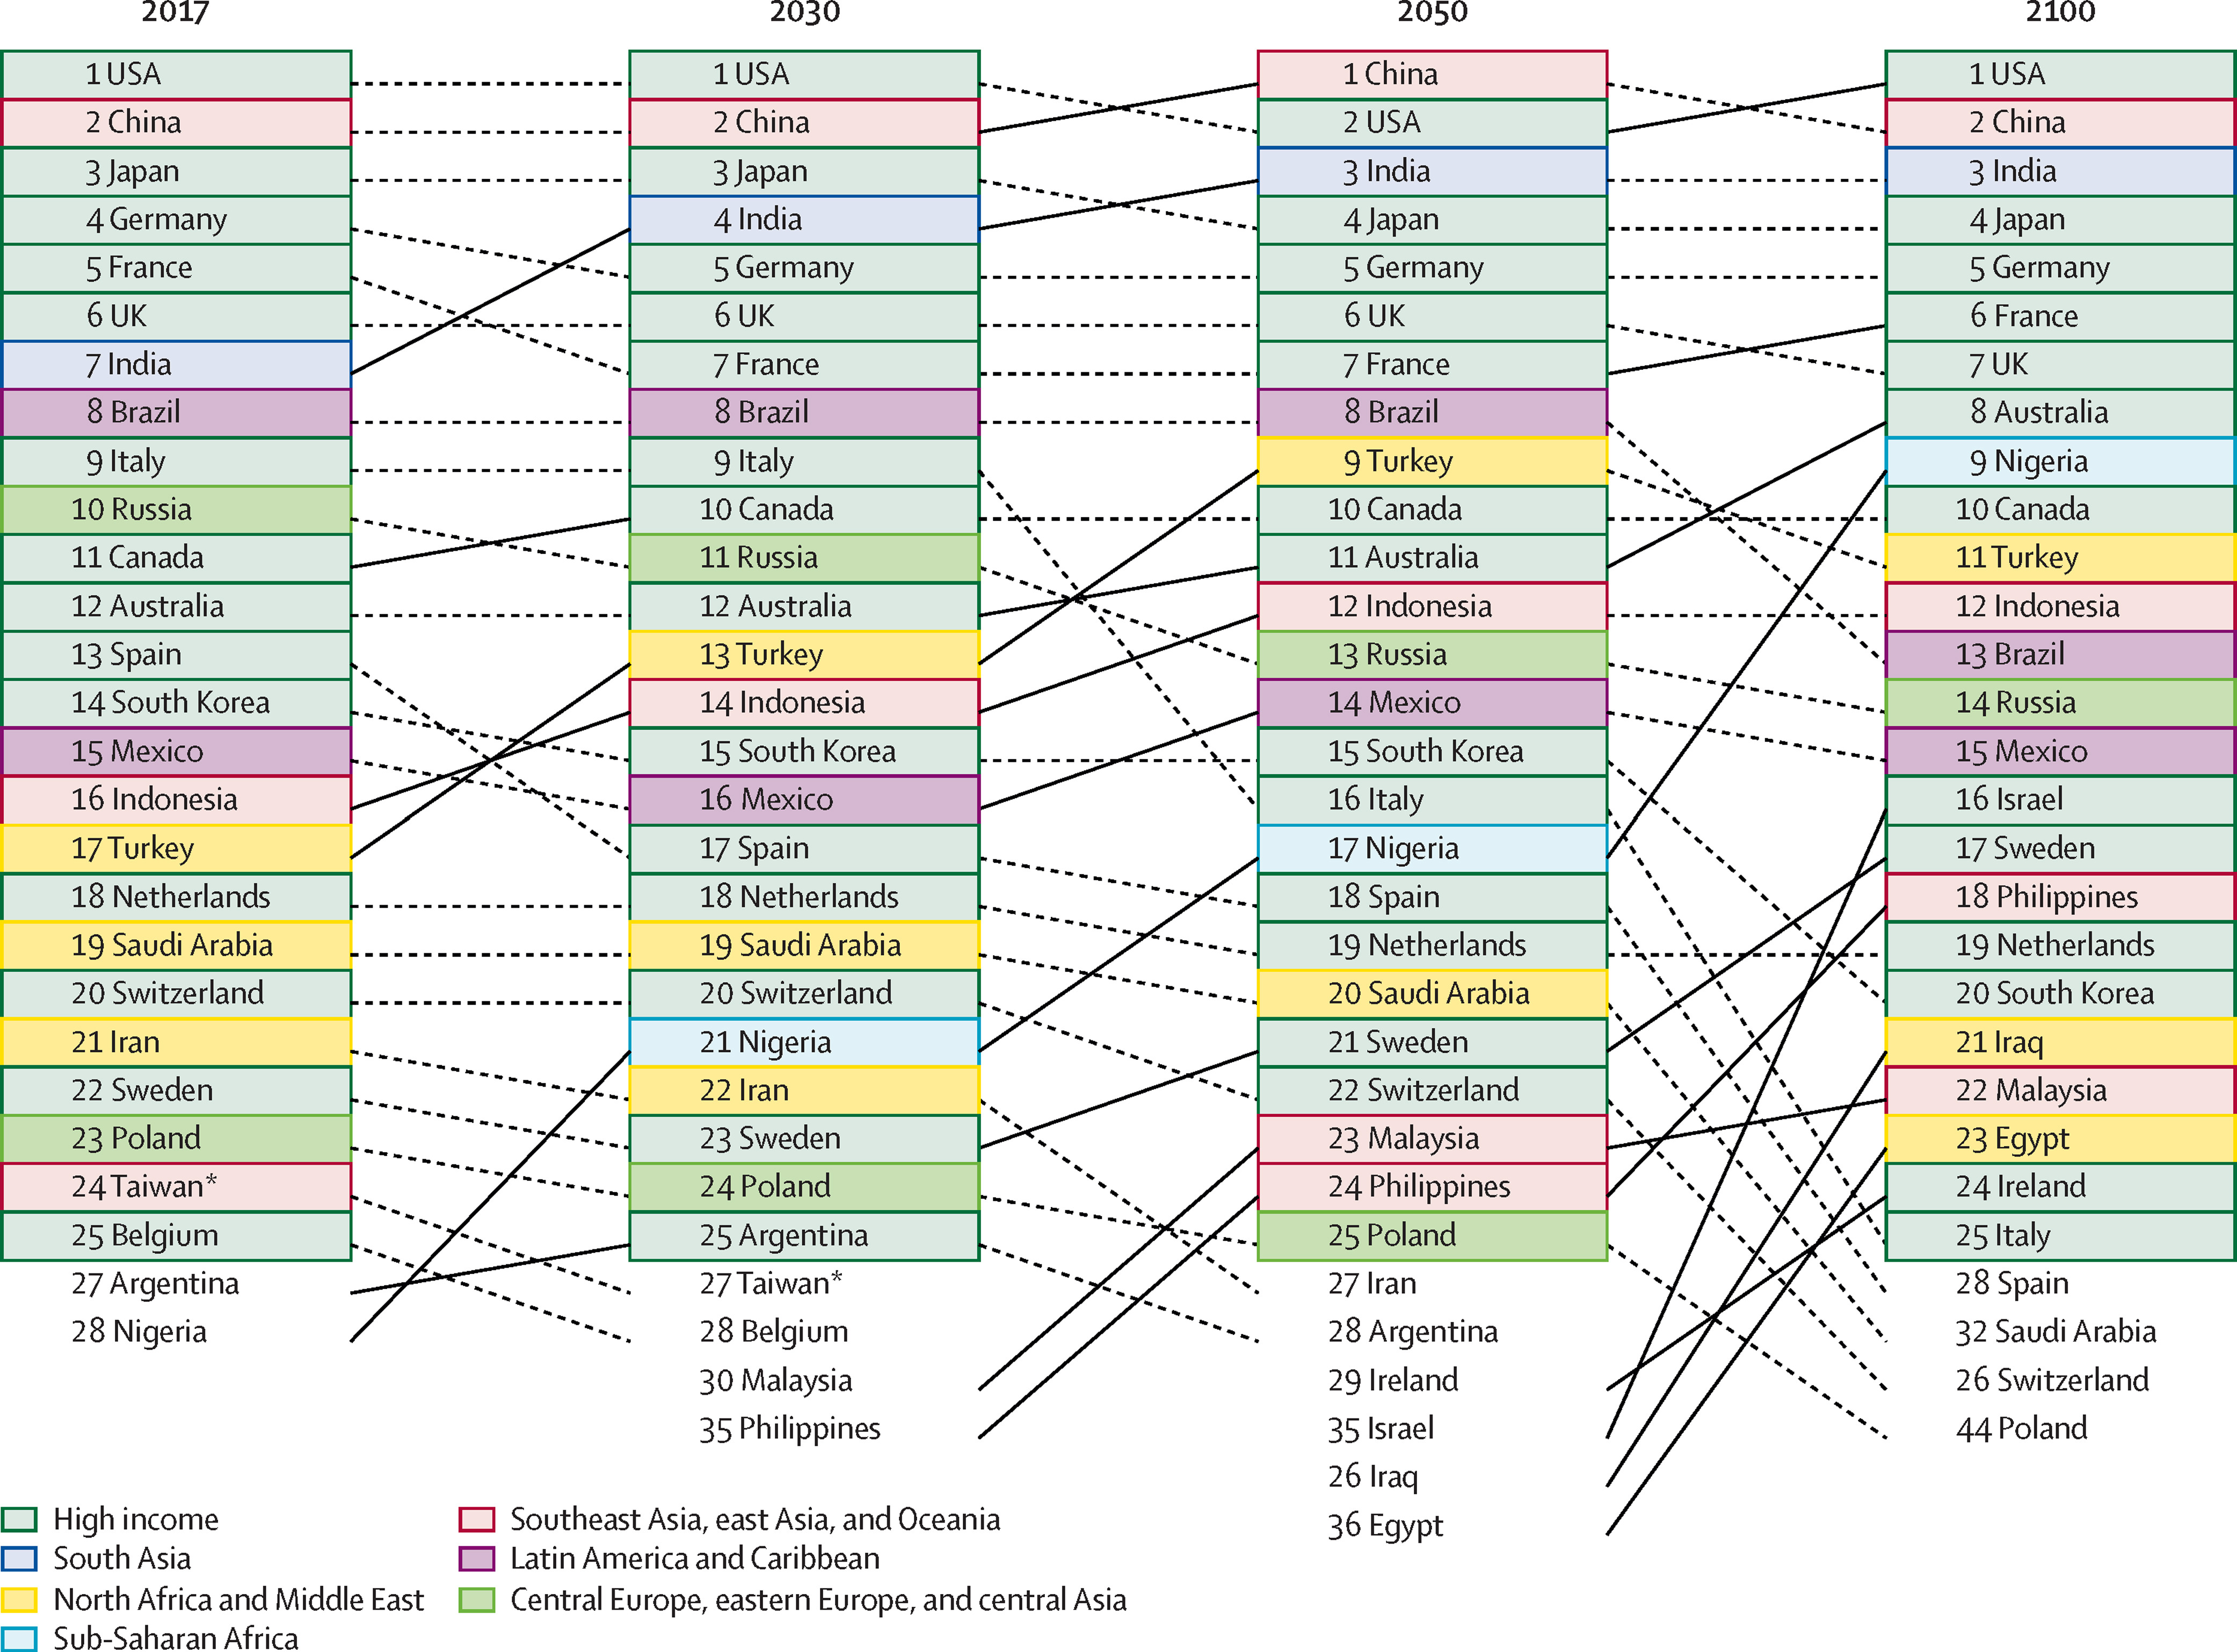 2017 2030 2050 2100
1 USA 1 USA 1 China 1 USA
2 China 2 China 2 USA 2 China
3 Japan 3 Japan 3 India 3 India
4 Germany 4 India 4 Japan 4 Japan
5 France 5 Germany 5 Germany 5 Germany
6 UK 6 UK 6 UK 6 France
7 India 7 France 7 France 7 UK
8 Brazil 8 Brazil 8 Brazil 8 Australia
9 Italy 9 Italy 9 Turkey 9 Nigeria
10 Russia 10 Canada 10 Canada 10 Canada
11 Canada 11 Russia 11 Australia 11 Turkey
12 Australia 12 Australia 12 Indonesia 12 Indonesia
13 Spain 13 Turkey 13 Russia 13 Brazil
14 South Korea 14 Indonesia 14 Mexico 14 Russia
15 Mexico 15 South Korea 15 South Korea 15 Mexico
16 Indonesia 16 Mexico 16 Italy 16 Israel
17 Turkey 17 Spain 17 Nigeria 17 Sweden
18 Netherlands 18 Netherlands 18 Spain 18 Philippines
19 Saudi Arabia 19 Saudi Arabia 19 Netherlands 19 Netherlands
20 Switzerland 20 Switzerland 20 Saudi Arabia 20 South Korea
21 Iran 21 Nigeria 21 Sweden 21 Iraq
22 Sweden 22 Iran 22 Switzerland 22 Malaysia
23 Poland 23 Sweden 23 Malaysia 23 Egypt
24 Taiwan* 24 Poland 24 Philippines 24 Ireland
25 Belgium 25 Argentina 25 Poland 25 Italy
27 Argentina 27 Taiwan* 27 Iran 28 Spain
28 Nigeria 28 Belgium 28 Argentina 32 Saudi Arabia
30 Malaysia 29 Ireland 26 Switzerland
35 Philippines 35 Israel 44 Poland
26 Iraq
36 Egypt
High income Southeast Asia, east Asia, and Oceania
South Asia Latin America and Caribbean
North Africa and Middle East Central Europe, eastern Europe, and central Asia
Sub-Saharan Africa